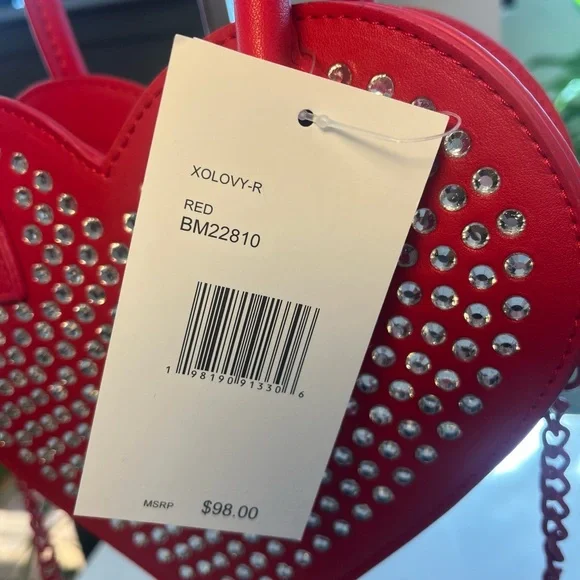 XOLOVY-R
RED
BM22810
1 98190 91330 6
MSRP $98.00